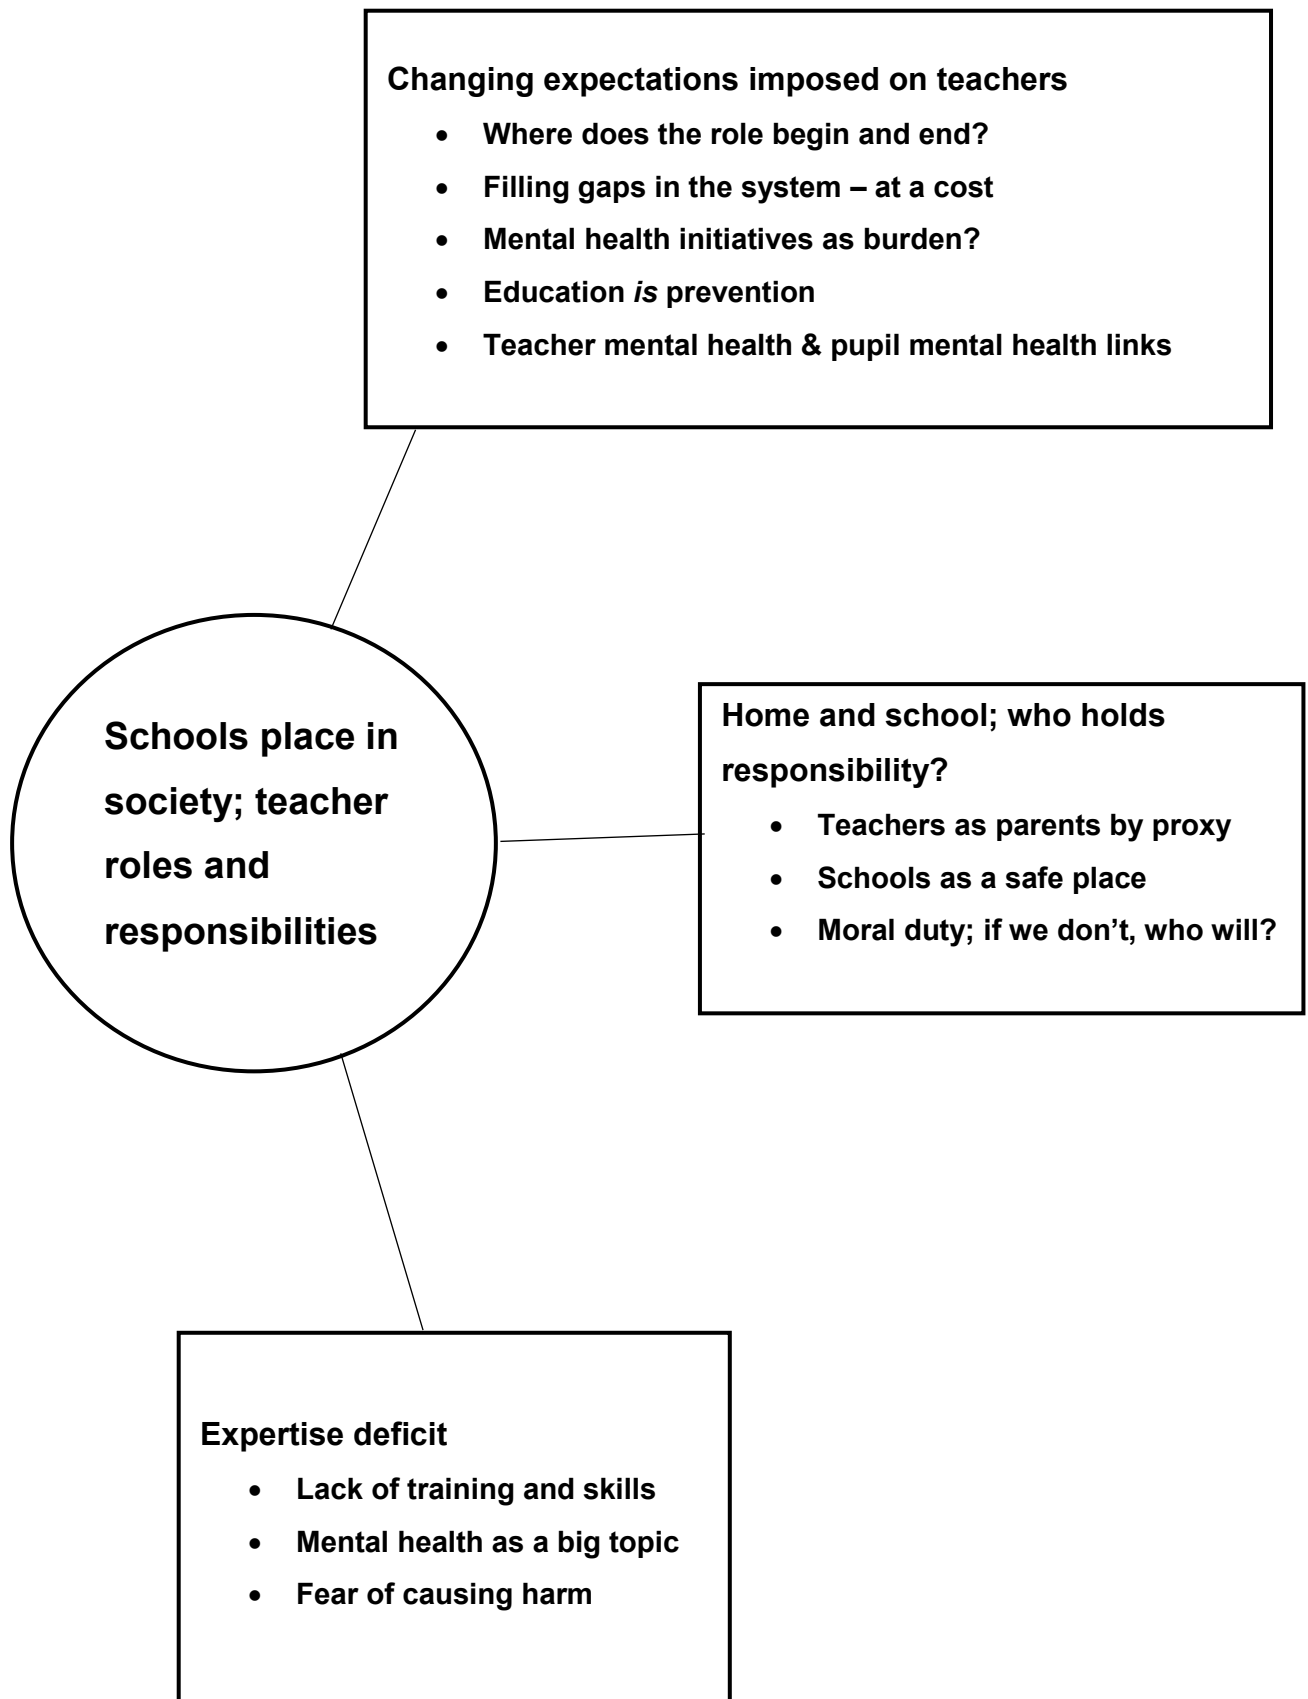 Changing expectations imposed on teachers
• Where does the role begin and end?
• Filling gaps in the system – at a cost
• Mental health initiatives as burden?
• Education is prevention
• Teacher mental health & pupil mental health links
Schools place in
society; teacher
roles and
responsibilities
Home and school; who holds
responsibility?
• Teachers as parents by proxy
• Schools as a safe place
• Moral duty; if we don’t, who will?
Expertise deficit
• Lack of training and skills
• Mental health as a big topic
• Fear of causing harm